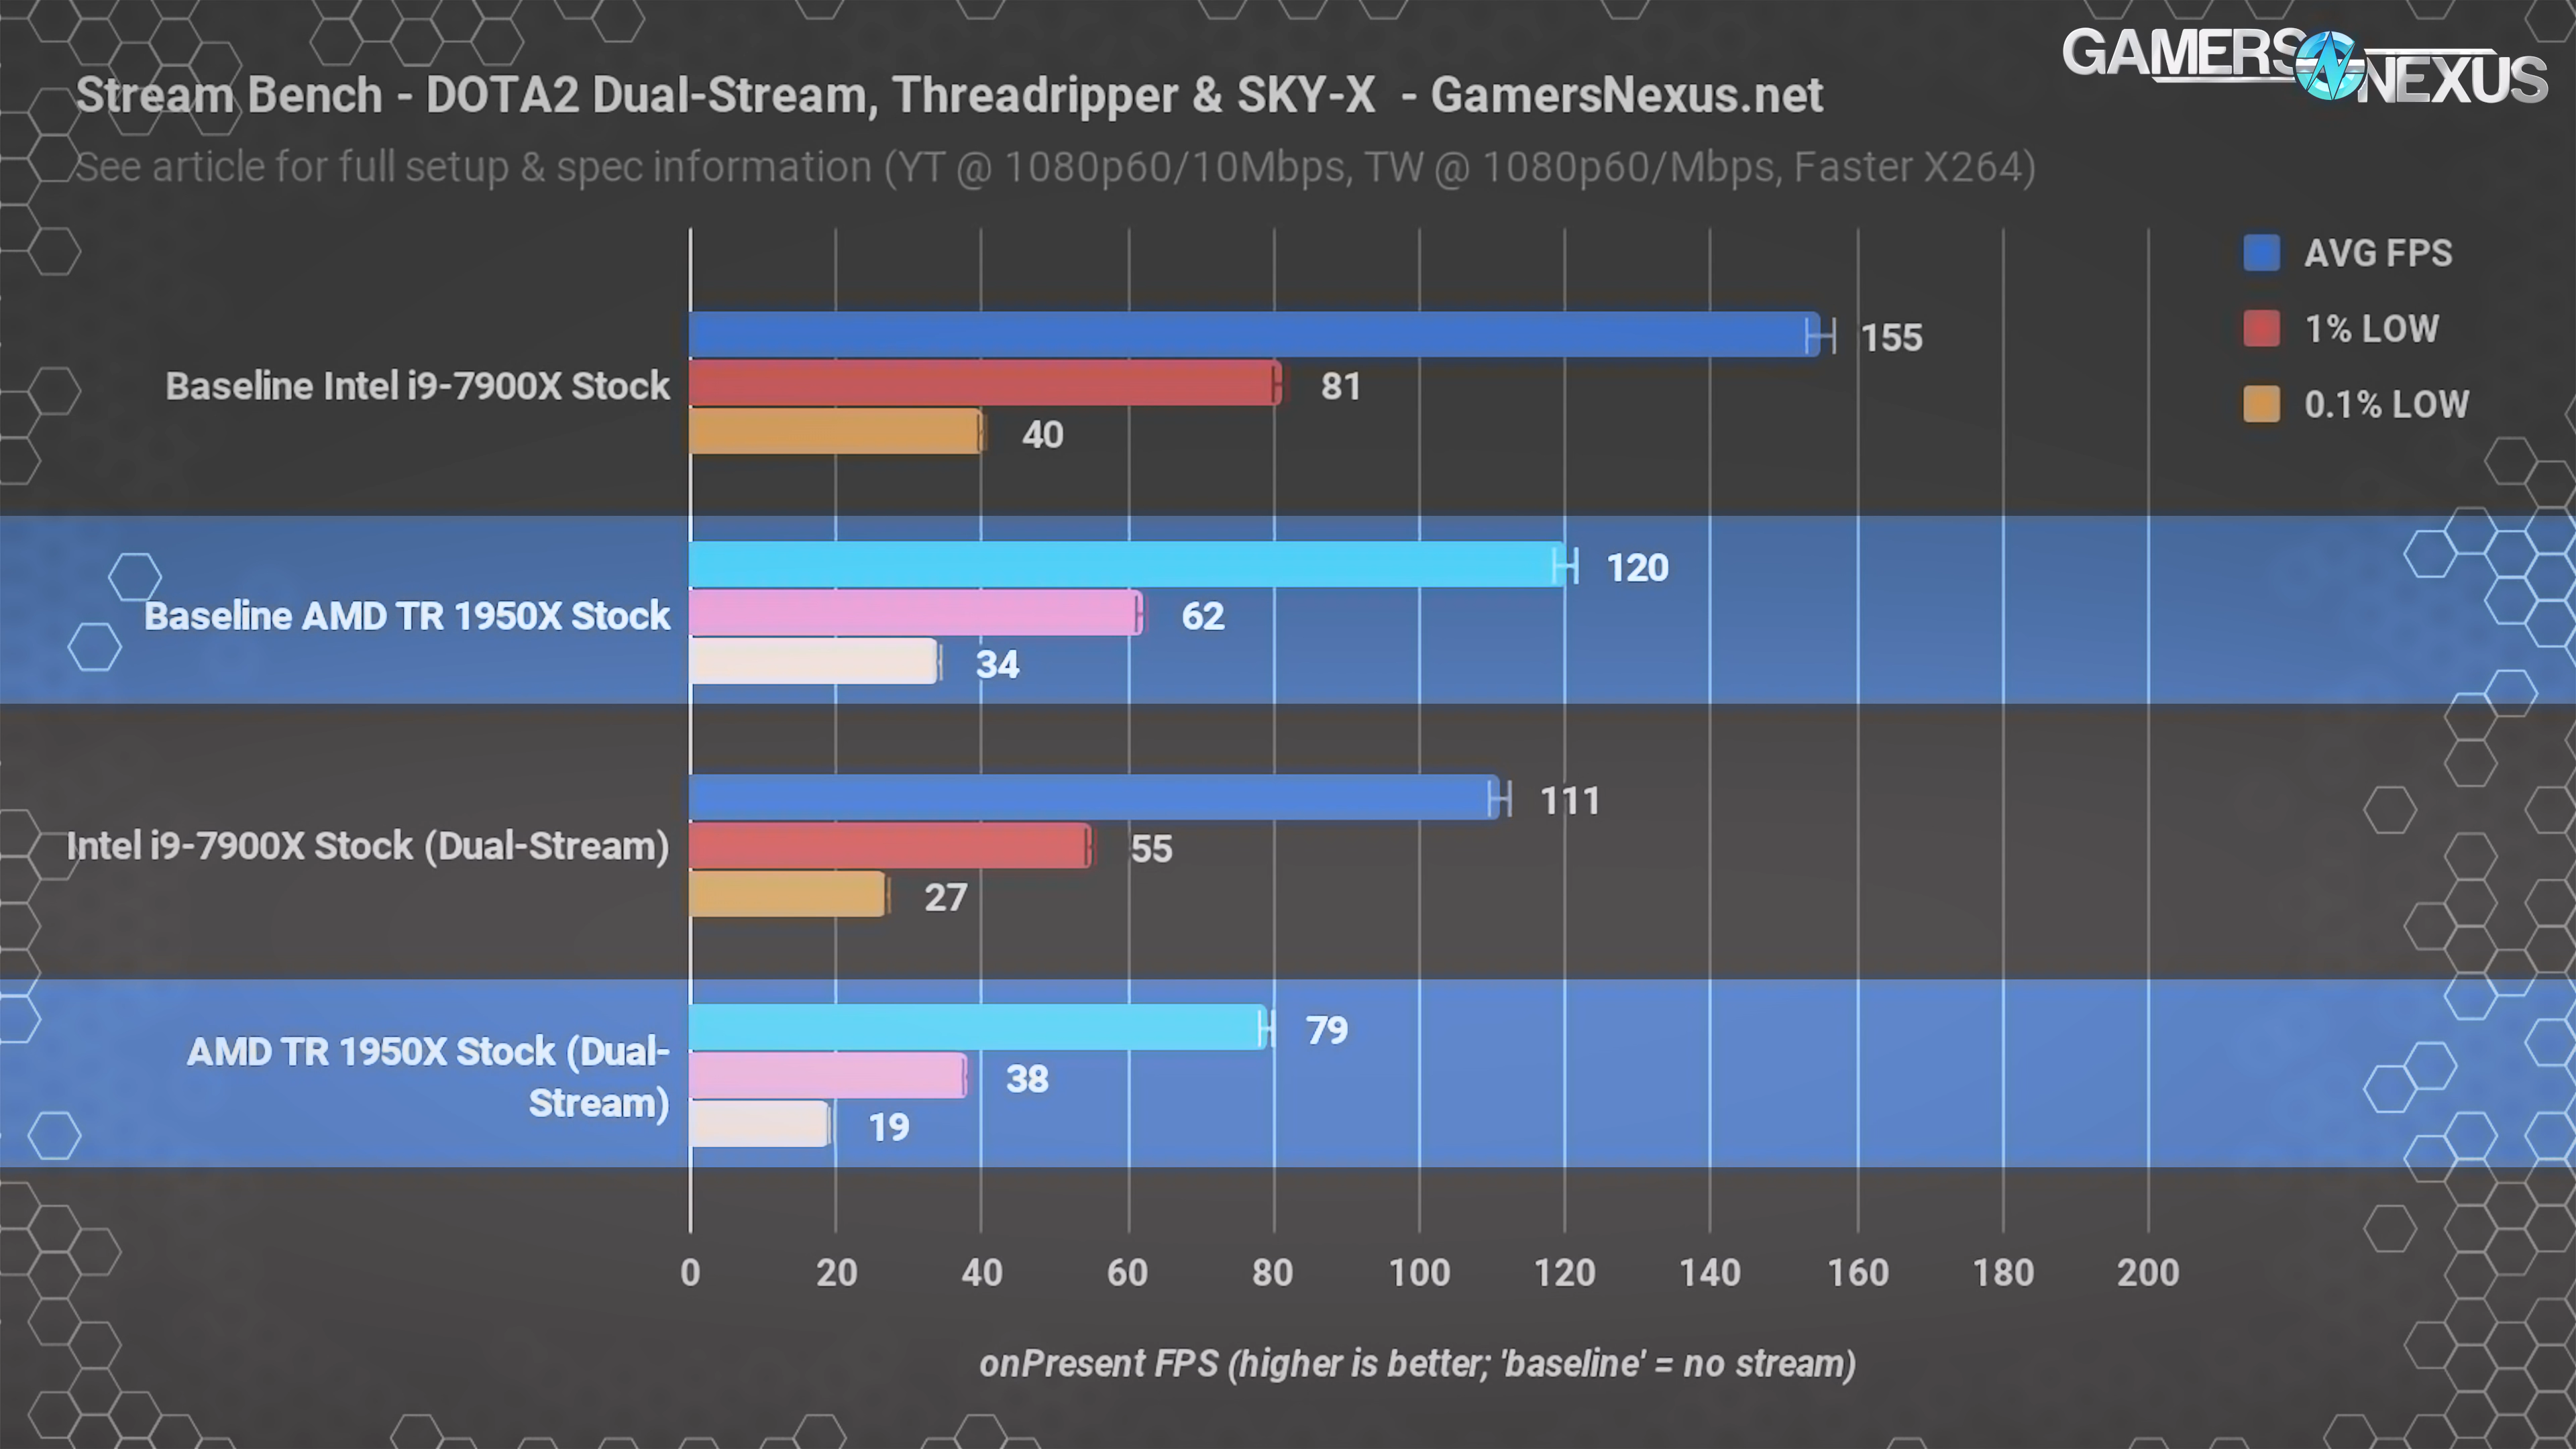 GAMERS NEXUS
Stream Bench - DOTA2 Dual-Stream, Threadripper & SKY-X - GamersNexus.net
See article for full setup & spec information (YT @ 1080p60/10Mbps, TW @ 1080p60/Mbps, Faster X264)
AVG FPS
1% LOW
0.1% LOW
Baseline Intel i9-7900X Stock
155
81
40
Baseline AMD TR 1950X Stock
120
62
34
Intel i9-7900X Stock (Dual-Stream)
111
55
27
AMD TR 1950X Stock (Dual-
Stream)
79
38
19
0 20 40 60 80 100 120 140 160 180 200
onPresent FPS (higher is better; 'baseline' = no stream)